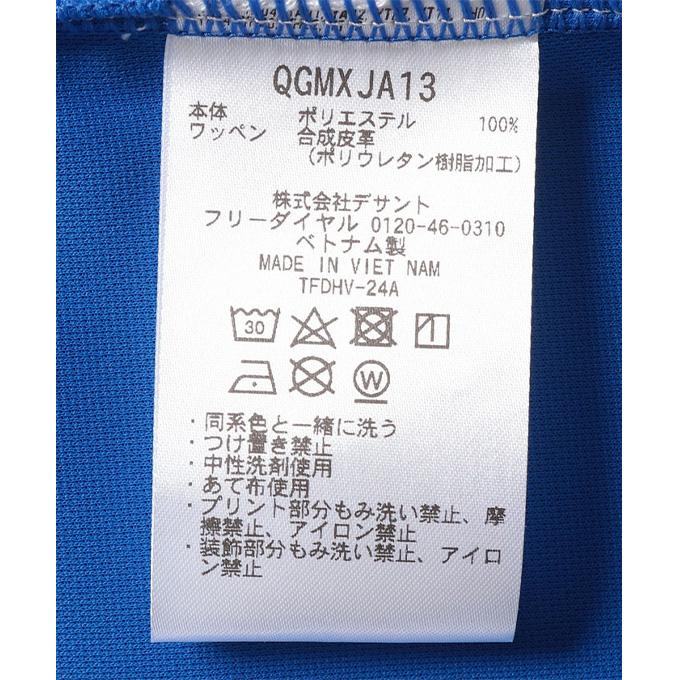 QGMXJA13
本体 ポリエステル 100%
ワッペン 合成皮革
（ポリウレタン樹脂加工）
株式会社デサント
フリーダイヤル 0120-46-0310
ベトナム製
MADE IN VIET NAM
TFDHV-24A
30
W
・同系色と一緒に洗う
・つけ置き禁止
・中性洗剤使用
・あて布使用
・プリント部分もみ洗い禁止、摩
擦禁止、アイロン禁止
・装飾部分もみ洗い禁止、アイロ
ン禁止